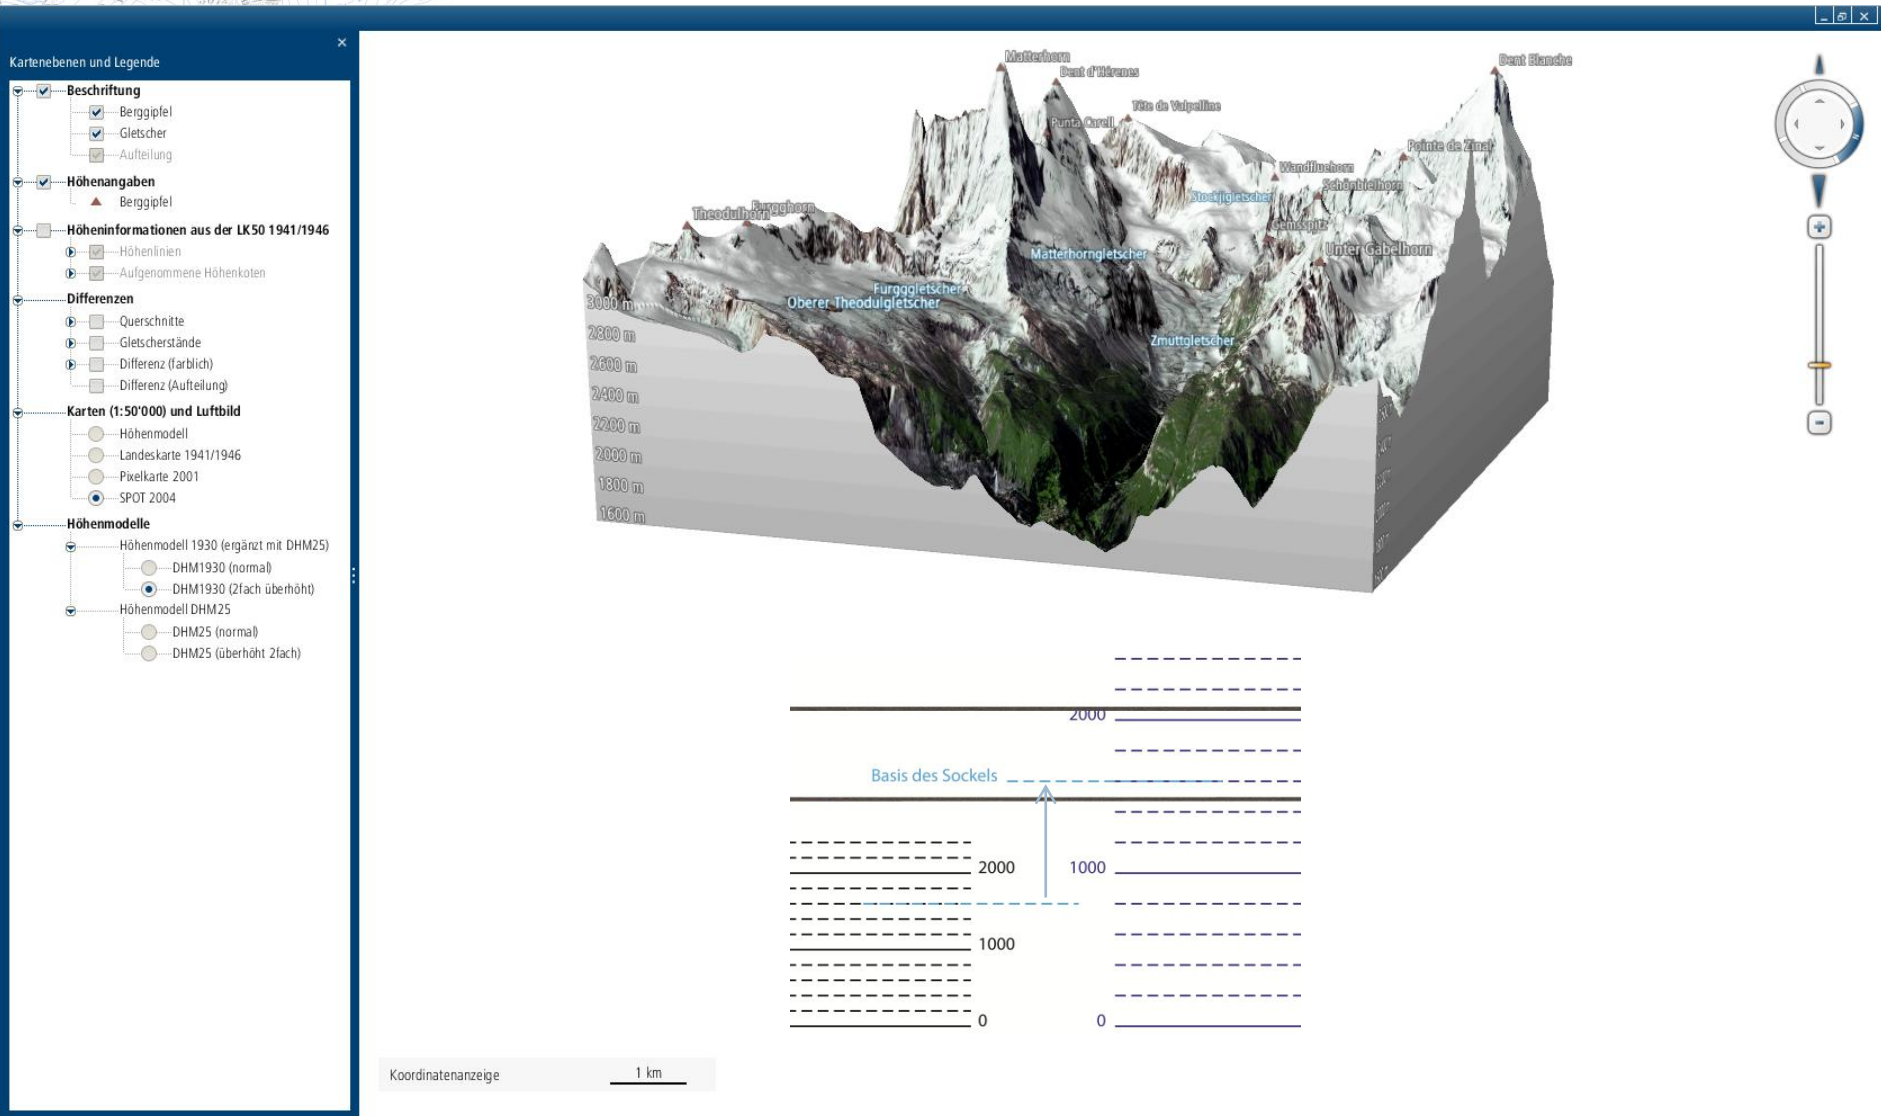 Kartenebenen und Legende
Beschriftung
Berggipfel
Gletscher
Aufteilung
Höhenangaben
Berggipfel
Höheninformationen aus der LK50 1941/1946
Höhenlinien
Aufgenommene Höhenkoten
Differenzen
Querschnitte
Gletscherstände
Differenz (farblich)
Differenz (Aufteilung)
Karten (1:50'000) und Luftbild
Höhenmodell
Landeskarte 1941/1946
Pixelkarte 2001
SPOT 2004
Höhenmodelle
Höhenmodell 1930 (ergänzt mit DHM25)
DHM1930 (normal)
DHM1930 (2fach überhöht)
Höhenmodell DHM25
DHM25 (normal)
DHM25 (überhöht 2fach)
Matterhorn
Dent d'Hérenes
Dent Blanche
Tête de Valpelline
Punta Carell
Pointe de Zinal
Wandfluehorn
Schönbielhorn
Stockjigletscher
Furgghorn
Theodulhorn
Gemsspitz
Unter Gabelhorn
Matterhorngletscher
Furgggletscher
Oberer Theodulgletscher
Zmuttgletscher
3000 m
2800 m
2600 m
2400 m
2200 m
2000 m
1800 m
1600 m
2000
Basis des Sockels
2000 1000
1000
0 0
Koordinatenanzeige 1 km